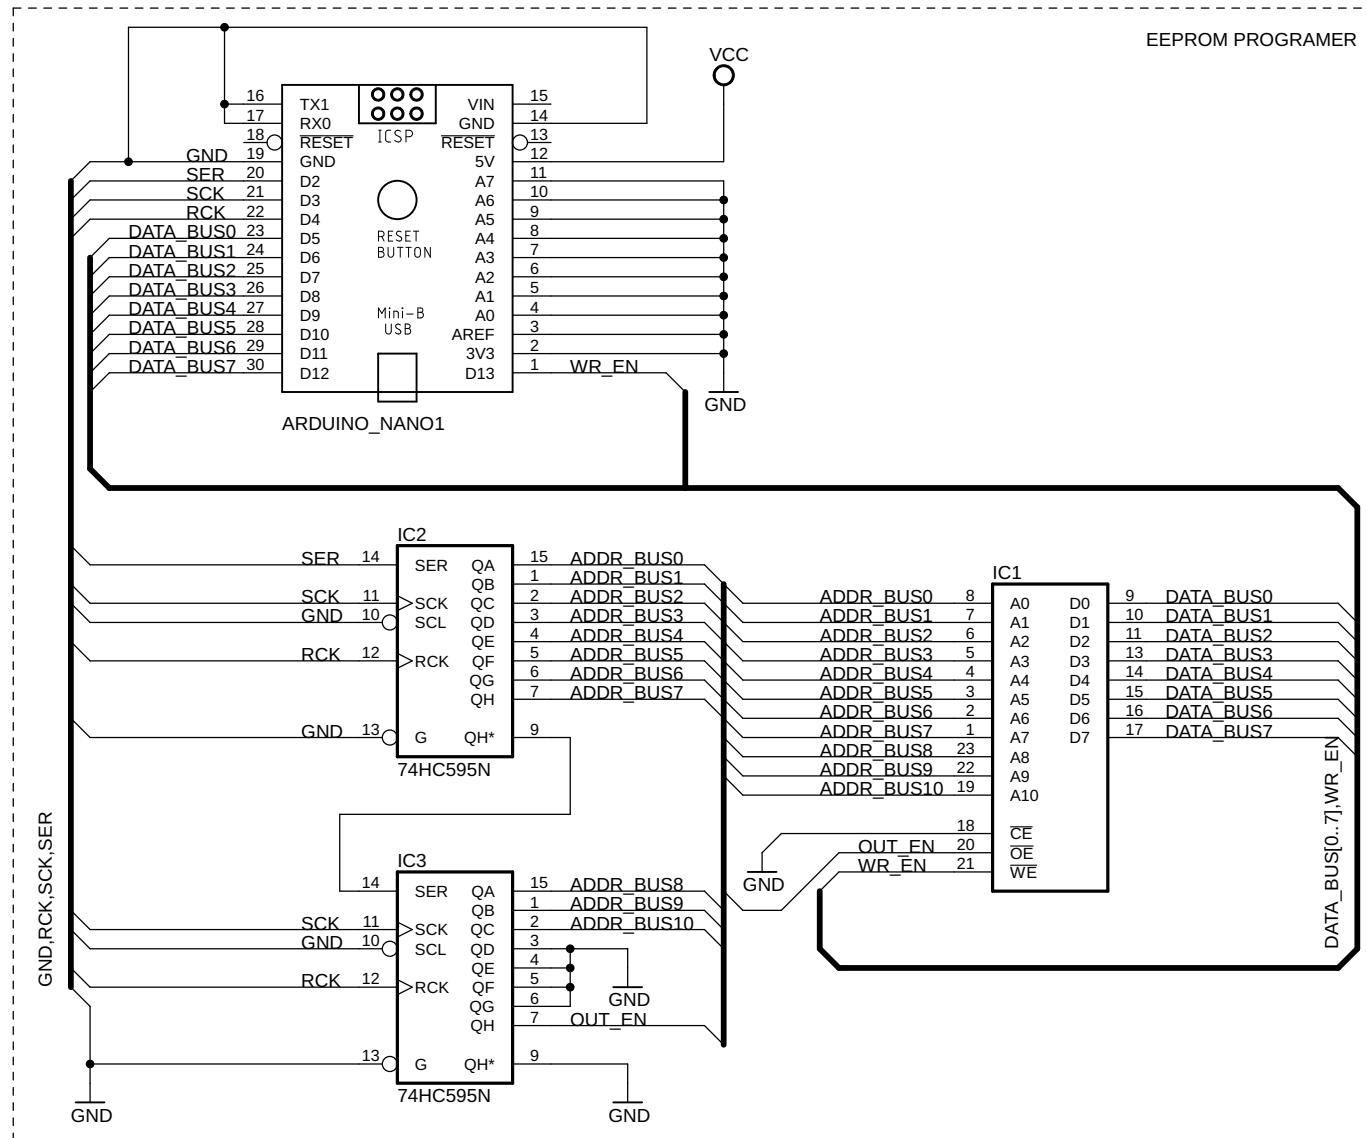 EEPROM PROGRAMER
VCC
16 TX1 VIN 15
17 RX0 GND 14
18 RESET ICSP RESET 13
GND 19 GND 5V 12
SER 20 D2 A7 11
SCK 21 D3 A6 10
RCK 22 D4 A5 9
DATA_BUS0 23 D5 RESET A4 8
DATA_BUS1 24 D6 BUTTON A3 7
DATA_BUS2 25 D7 A2 6
DATA_BUS3 26 D8 A1 5
DATA_BUS4 27 D9 Mini-B A0 4
DATA_BUS5 28 D10 USB AREF 3
DATA_BUS6 29 D11 3V3 2
DATA_BUS7 30 D12 D13 1 WR_EN
GND
ARDUINO_NANO1
IC2
SER 14 SER QA 15 ADDR_BUS0
QB 1 ADDR_BUS1
SCK 11 SCK QC 2 ADDR_BUS2
GND 10 SCL QD 3 ADDR_BUS3
QE 4 ADDR_BUS4
RCK 12 RCK QF 5 ADDR_BUS5
QG 6 ADDR_BUS6
QH 7 ADDR_BUS7
GND 13 G QH* 9
74HC595N
IC1
ADDR_BUS0 8 A0 D0 9 DATA_BUS0
ADDR_BUS1 7 A1 D1 10 DATA_BUS1
ADDR_BUS2 6 A2 D2 11 DATA_BUS2
ADDR_BUS3 5 A3 D3 13 DATA_BUS3
ADDR_BUS4 4 A4 D4 14 DATA_BUS4
ADDR_BUS5 3 A5 D5 15 DATA_BUS5
ADDR_BUS6 2 A6 D6 16 DATA_BUS6
ADDR_BUS7 1 A7 D7 17 DATA_BUS7
ADDR_BUS8 23 A8
ADDR_BUS9 22 A9
ADDR_BUS10 19 A10
18 CE
OUT_EN 20 OE
WR_EN 21 WE
GND
DATA_BUS[0..7],WR_EN
GND,RCK,SCK,SER
IC3
14 SER QA 15 ADDR_BUS8
QB 1 ADDR_BUS9
SCK 11 SCK QC 2 ADDR_BUS10
GND 10 SCL QD 3
QE 4
RCK 12 RCK QF 5
QG 6 GND
QH 7 OUT_EN
13 G QH* 9
74HC595N
GND
GND